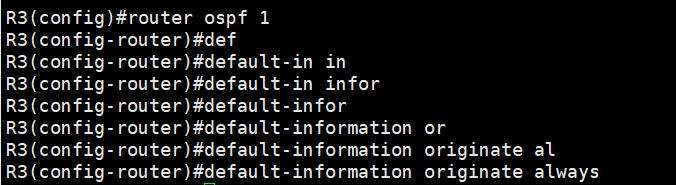 R3(config)#router ospf 1
R3(config-router)#def
R3(config-router)#default-in in
R3(config-router)#default-in infor
R3(config-router)#default-infor
R3(config-router)#default-information or
R3(config-router)#default-information originate al
R3(config-router)#default-information originate always